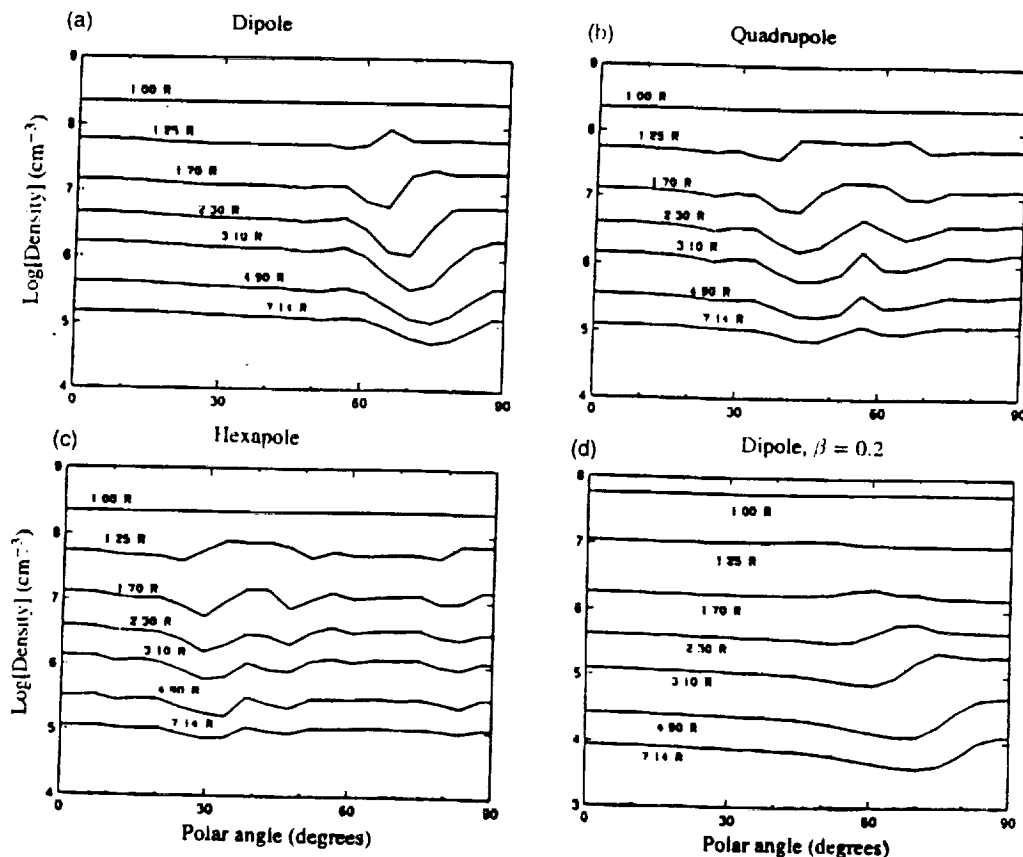 (a) Dipole
Log[Density] (cm⁻³)
9
8
7
6
5
4
1.00 R
1.25 R
1.70 R
2.30 R
3.10 R
4.90 R
7.14 R
0 30 60 90
(b) Quadrupole
9
8
7
6
5
4
1.00 R
1.25 R
1.70 R
2.30 R
3.10 R
4.90 R
7.14 R
0 30 60 90
(c) Hexapole
Log[Density] (cm⁻³)
9
8
7
6
5
4
1.00 R
1.25 R
1.70 R
2.30 R
3.10 R
4.90 R
7.14 R
0 30 60 90
Polar angle (degrees)
(d) Dipole, β = 0.2
8
7
6
5
4
3
1.00 R
1.25 R
1.70 R
2.30 R
3.10 R
4.90 R
7.14 R
0 30 60 90
Polar angle (degrees)